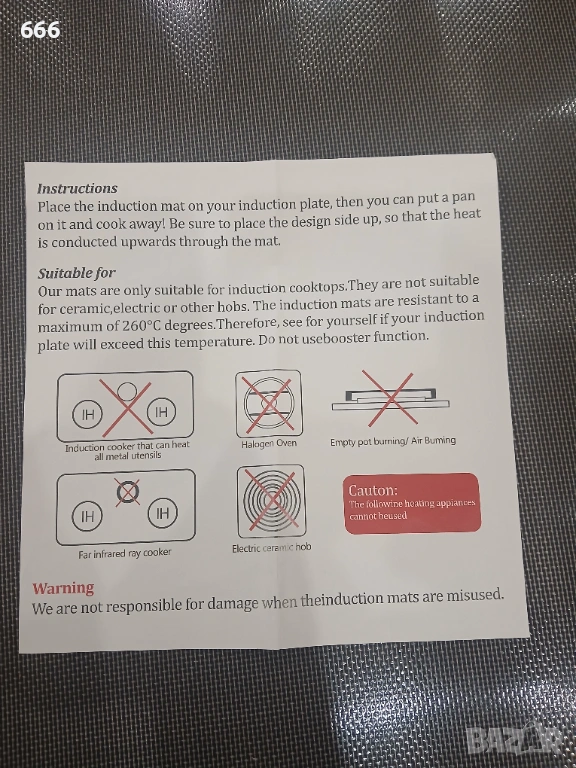 666
Instructions
Place the induction mat on your induction plate, then you can put a pan
on it and cook away! Be sure to place the design side up, so that the heat
is conducted upwards through the mat.
Suitable for
Our mats are only suitable for induction cooktops.They are not suitable
for ceramic,electric or other hobs. The induction mats are resistant to a
maximum of 260°C degrees.Therefore, see for yourself if your induction
plate will exceed this temperature. Do not usebooster function.
IH IH
Induction cooker that can heat
all metal utensils
Halogen Oven
Empty pot burning/ Air Burning
IH IH
Far infrared ray cooker
Electric ceramic hob
Cauton:
The followine heating appiances
cannot beused
Warning
We are not responsible for damage when theinduction mats are misused.
BAZAR